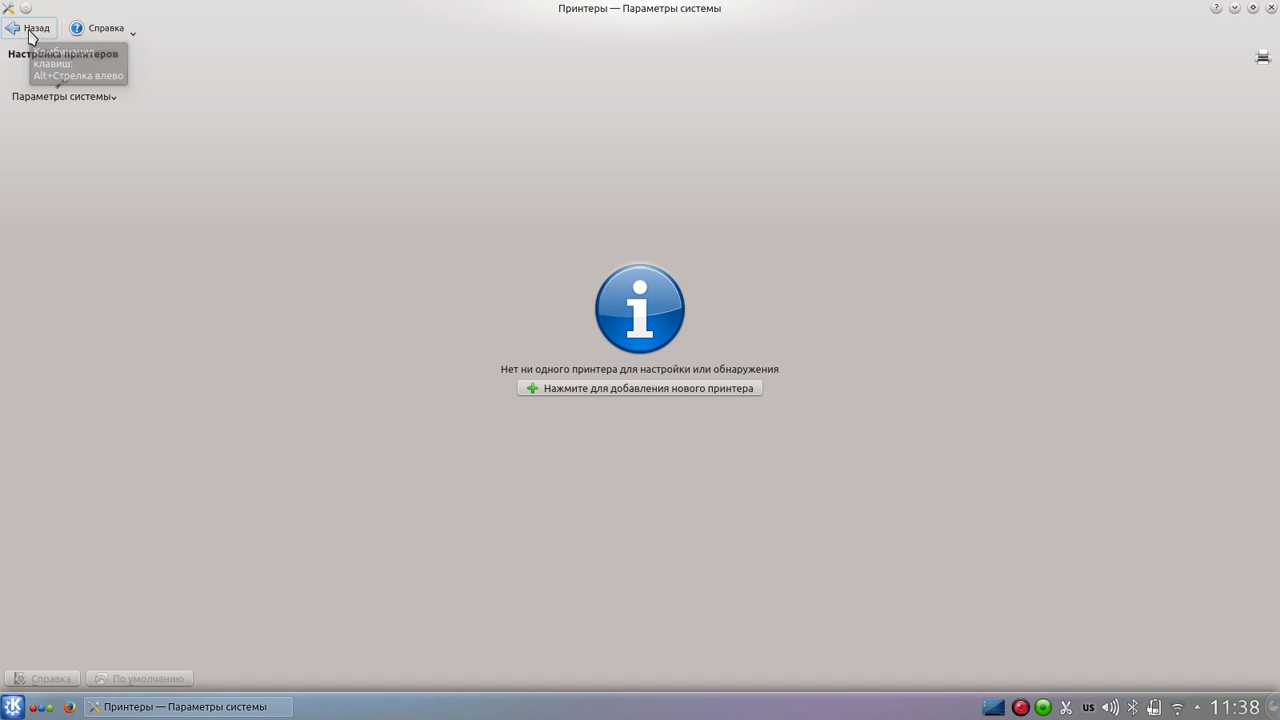 Принтеры — Параметры системы
Назад
Справка
Настройка принтеров
Комбинация
клавиш:
Alt+Стрелка влево
Параметры системы
Нет ни одного принтера для настройки или обнаружения
Нажмите для добавления нового принтера
Справка
По умолчанию
Принтеры — Параметры системы
us
11:38